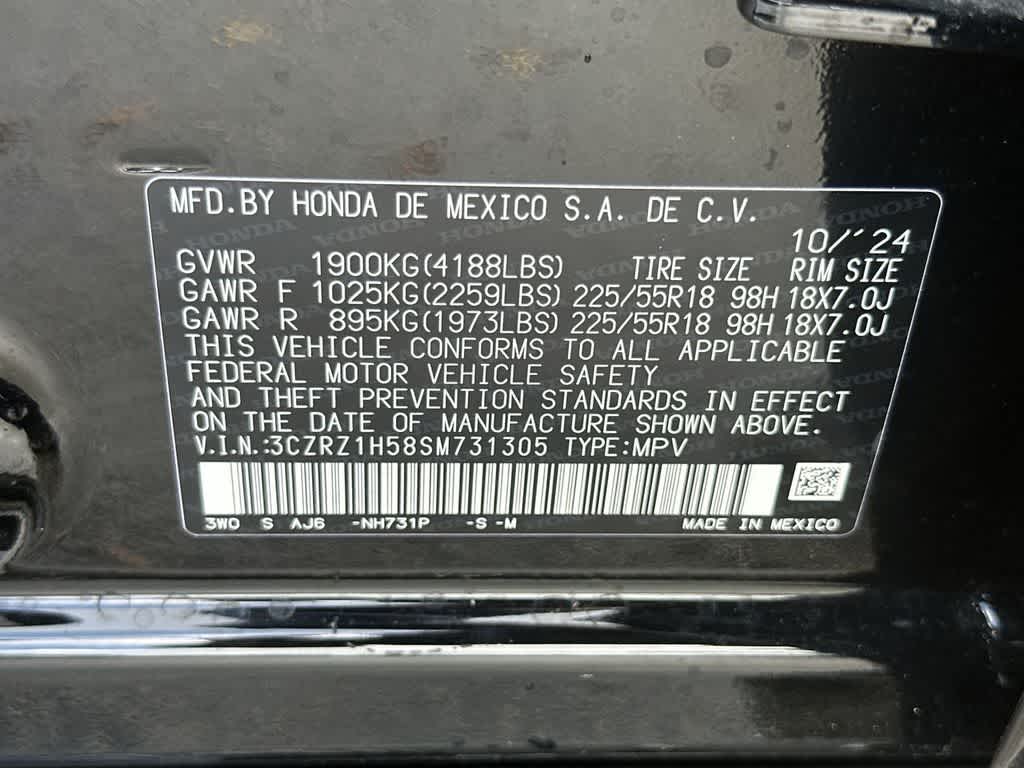 MFD.BY HONDA DE MEXICO S.A. DE C.V.
10/'24
GVWR 1900KG(4188LBS) TIRE SIZE RIM SIZE
GAWR F 1025KG(2259LBS) 225/55R18 98H 18X7.0J
GAWR R 895KG(1973LBS) 225/55R18 98H 18X7.0J
THIS VEHICLE CONFORMS TO ALL APPLICABLE
FEDERAL MOTOR VEHICLE SAFETY
AND THEFT PREVENTION STANDARDS IN EFFECT
ON THE DATE OF MANUFACTURE SHOWN ABOVE.
V.I.N.:3CZRZ1H58SM731305 TYPE:MPV
3W0 S AJ6 -NH731P -S -M MADE IN MEXICO